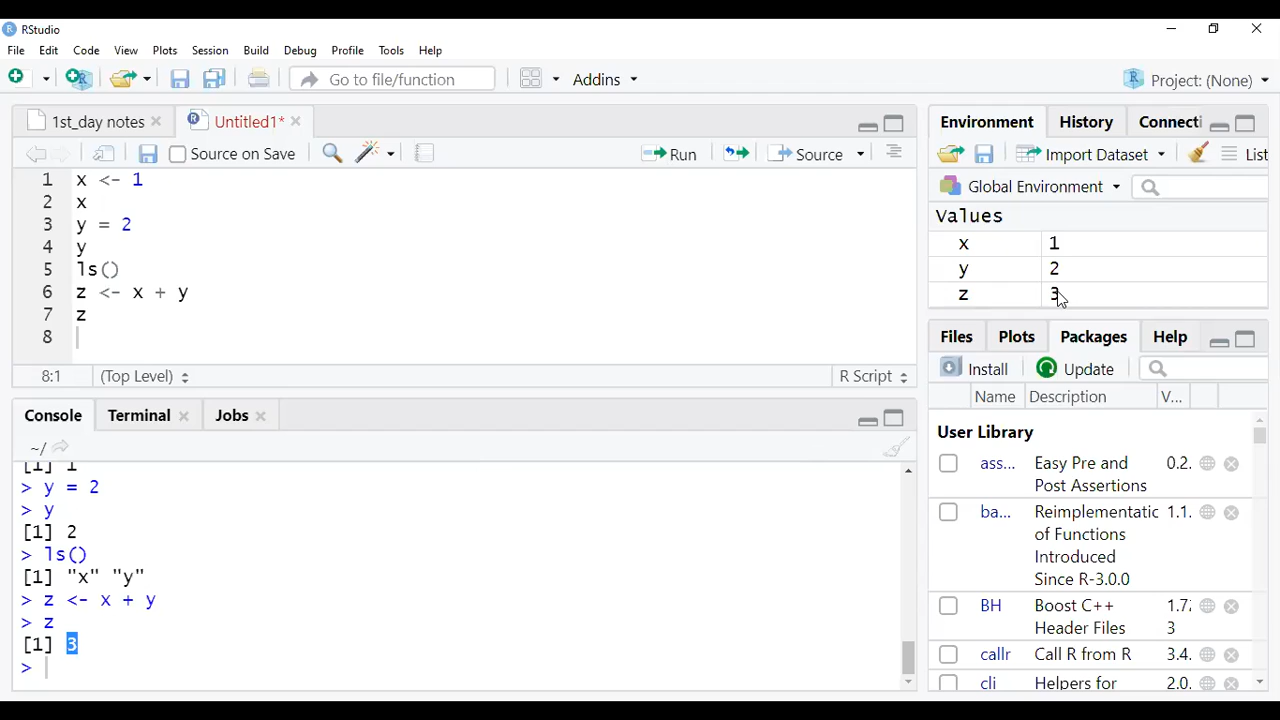 RStudio
File Edit Code View Plots Session Build Debug Profile Tools Help
Go to file/function Addins Project: (None)
1st_day notes Untitled1*
Source on Save Run Source
1 x <- 1
2 x
3 y = 2
4 y
5 ls()
6 z <- x + y
7 z
8
8:1 (Top Level) R Script
Console Terminal Jobs
~/
[1] 1
> y = 2
> y
[1] 2
> ls()
[1] "x" "y"
> z <- x + y
> z
[1] 3
>
Environment History Connecti
Import Dataset List
Global Environment
Values
x 1
y 2
z 3
Files Plots Packages Help
Install Update
Name Description V...
User Library
ass... Easy Pre and 0.2.
Post Assertions
ba... Reimplementatic 1.1.
of Functions
Introduced
Since R-3.0.0
BH Boost C++ 1.7
Header Files 3
callr Call R from R 3.4.
cli Helpers for 2.0.